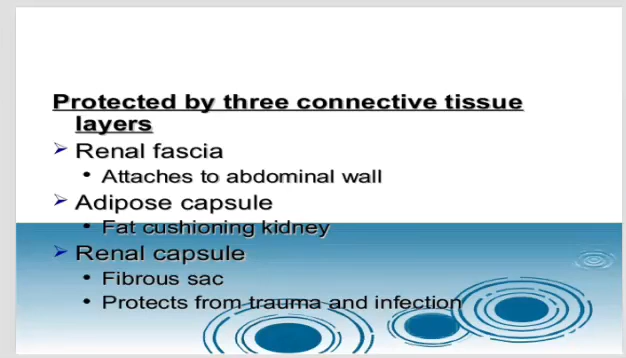 Protected by three connective tissue
layers
➢ Renal fascia
• Attaches to abdominal wall
➢ Adipose capsule
• Fat cushioning kidney
➢ Renal capsule
• Fibrous sac
• Protects from trauma and infection